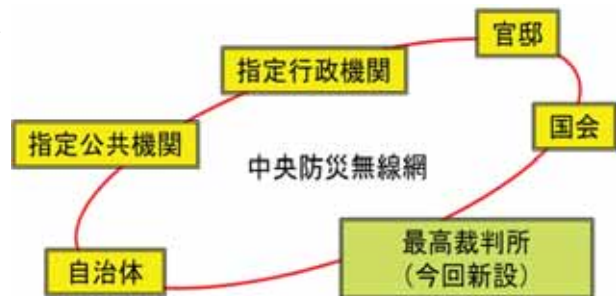 官邸
指定行政機関
国会
指定公共機関
中央防災無線網
最高裁判所
(今回新設)
自治体